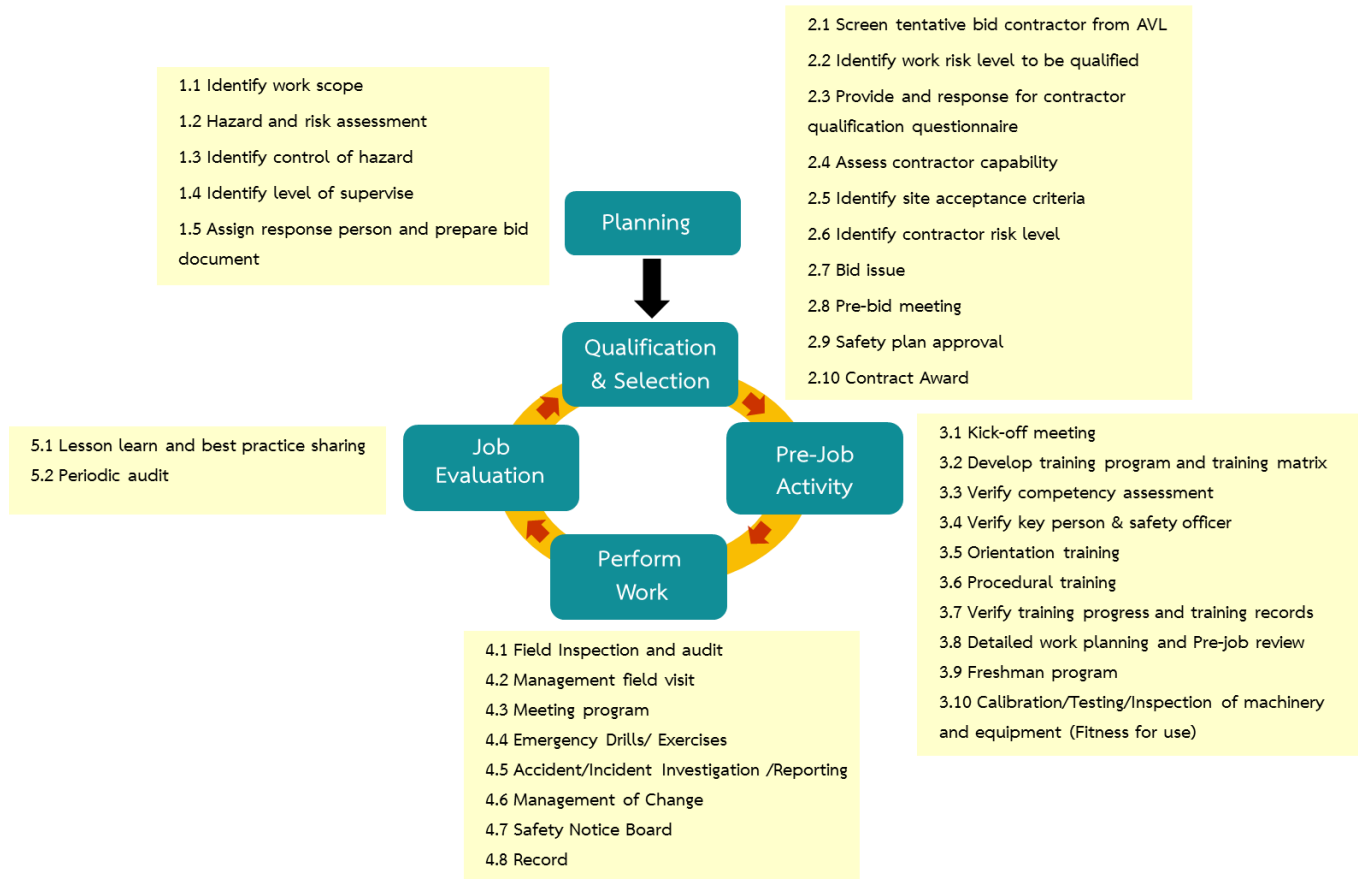 Planning
1.1 Identify work scope
1.2 Hazard and risk assessment
1.3 Identify control of hazard
1.4 Identify level of supervise
1.5 Assign response person and prepare bid
document
Qualification
& Selection
2.1 Screen tentative bid contractor from AVL
2.2 Identify work risk level to be qualified
2.3 Provide and response for contractor
qualification questionnaire
2.4 Assess contractor capability
2.5 Identify site acceptance criteria
2.6 Identify contractor risk level
2.7 Bid issue
2.8 Pre-bid meeting
2.9 Safety plan approval
2.10 Contract Award
Pre-Job
Activity
3.1 Kick-off meeting
3.2 Develop training program and training matrix
3.3 Verify competency assessment
3.4 Verify key person & safety officer
3.5 Orientation training
3.6 Procedural training
3.7 Verify training progress and training records
3.8 Detailed work planning and Pre-job review
3.9 Freshman program
3.10 Calibration/Testing/Inspection of machinery
and equipment (Fitness for use)
Perform
Work
4.1 Field Inspection and audit
4.2 Management field visit
4.3 Meeting program
4.4 Emergency Drills/ Exercises
4.5 Accident/Incident Investigation /Reporting
4.6 Management of Change
4.7 Safety Notice Board
4.8 Record
Job
Evaluation
5.1 Lesson learn and best practice sharing
5.2 Periodic audit